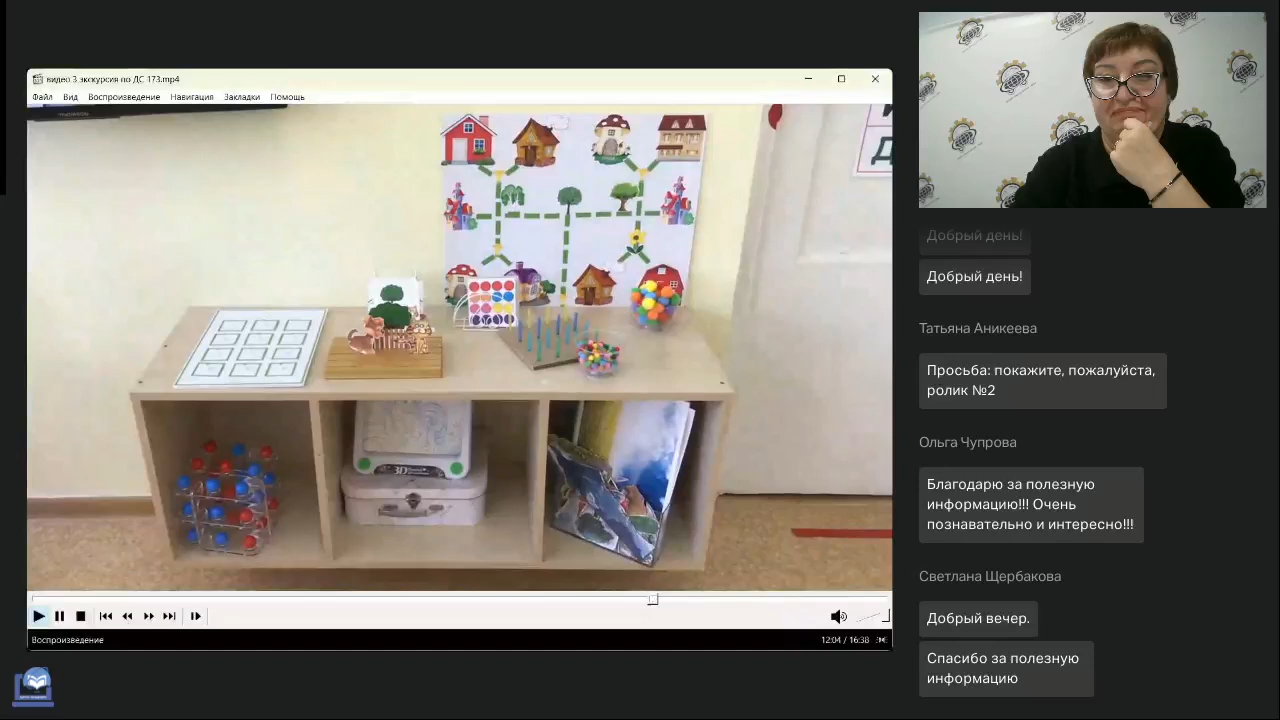 видео 3 экскурсия по ДС 173.mp4
Файл Вид Воспроизведение Навигация Закладки Помощь
3D
Воспроизведение
12:04 / 16:38
Добрый день!
Добрый день!
Татьяна Аникеева
Просьба: покажите, пожалуйста,
ролик №2
Ольга Чупрова
Благодарю за полезную
информацию!!! Очень
познавательно и интересно!!!
Светлана Щербакова
Добрый вечер.
Спасибо за полезную
информацию